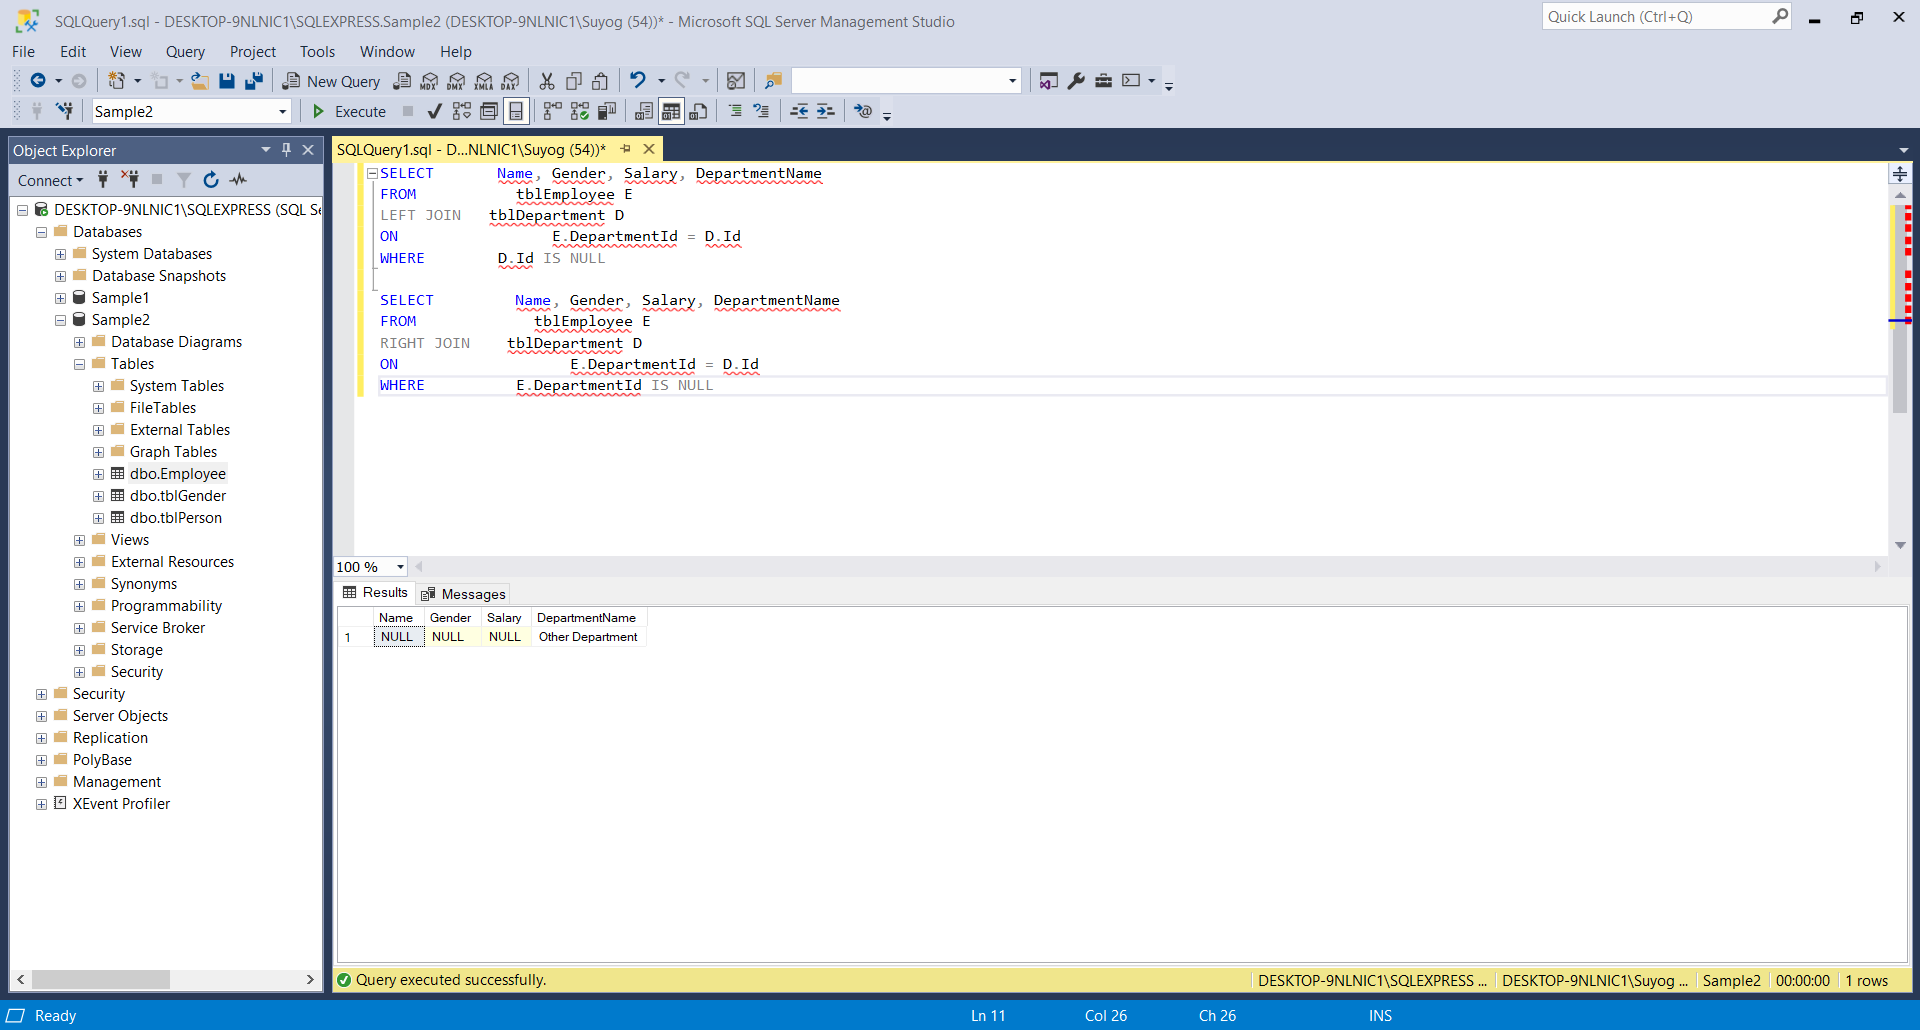 SQLQuery1.sql - DESKTOP-9NLNIC1\SQLEXPRESS.Sample2 (DESKTOP-9NLNIC1\Suyog (54))* - Microsoft SQL Server Management Studio
Quick Launch (Ctrl+Q)
File Edit View Query Project Tools Window Help
New Query MDX DMX XMLA DAX
Sample2 Execute
Object Explorer
Connect
DESKTOP-9NLNIC1\SQLEXPRESS (SQL Se
Databases
System Databases
Database Snapshots
Sample1
Sample2
Database Diagrams
Tables
System Tables
FileTables
External Tables
Graph Tables
dbo.Employee
dbo.tblGender
dbo.tblPerson
Views
External Resources
Synonyms
Programmability
Service Broker
Storage
Security
Security
Server Objects
Replication
PolyBase
Management
XEvent Profiler
SQLQuery1.sql - D...NLNIC1\Suyog (54))*
SELECT Name, Gender, Salary, DepartmentName
FROM tblEmployee E
LEFT JOIN tblDepartment D
ON E.DepartmentId = D.Id
WHERE D.Id IS NULL
SELECT Name, Gender, Salary, DepartmentName
FROM tblEmployee E
RIGHT JOIN tblDepartment D
ON E.DepartmentId = D.Id
WHERE E.DepartmentId IS NULL
100 %
Results Messages
Name Gender Salary DepartmentName
1 NULL NULL NULL Other Department
Query executed successfully. DESKTOP-9NLNIC1\SQLEXPRESS ... DESKTOP-9NLNIC1\Suyog ... Sample2 00:00:00 1 rows
Ready Ln 11 Col 26 Ch 26 INS